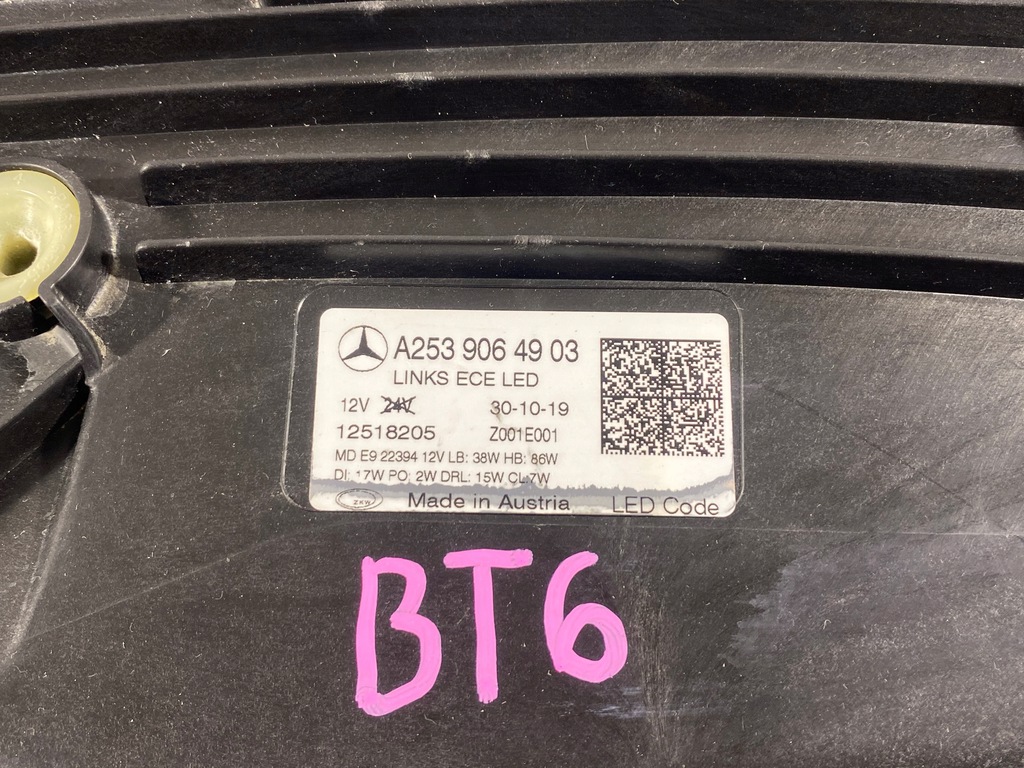 A253 906 49 03
LINKS ECE LED
12V 24V 30-10-19
12518205 Z001E001
MD E9 22394 12V LB: 38W HB: 86W
DI: 17W PO: 2W DRL: 15W CL:7W
ZKW Made in Austria LED Code
BT6